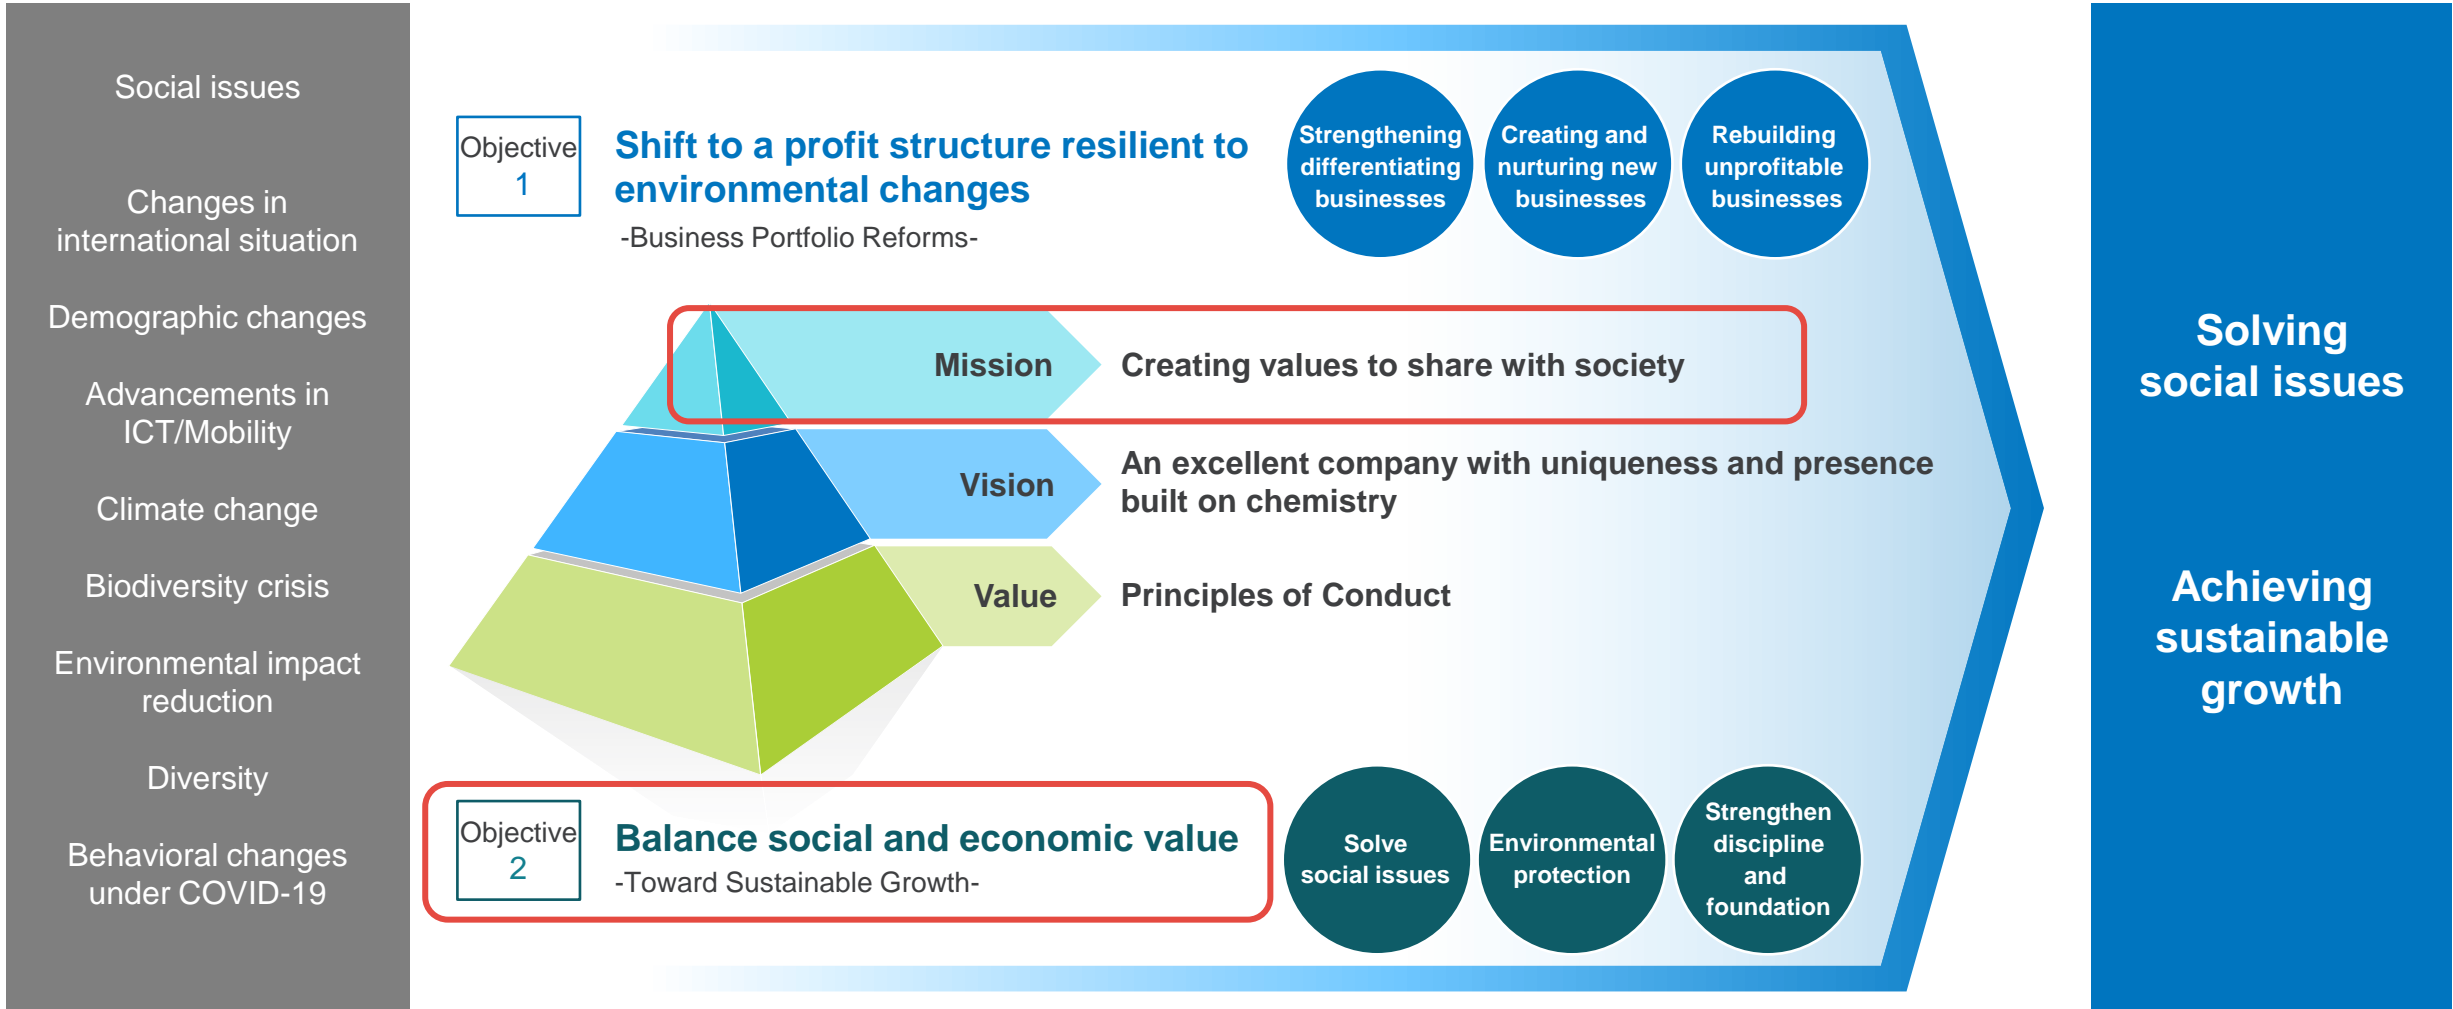 Social issues
Changes in
international situation
Demographic changes
Advancements in
ICT/Mobility
Climate change
Biodiversity crisis
Environmental impact
reduction
Diversity
Behavioral changes
under COVID-19
Objective
1
Shift to a profit structure resilient to
environmental changes
-Business Portfolio Reforms-
Strengthening
differentiating
businesses
Creating and
nurturing new
businesses
Rebuilding
unprofitable
businesses
Mission
Creating values to share with society
Vision
An excellent company with uniqueness and presence
built on chemistry
Value
Principles of Conduct
Objective
2
Balance social and economic value
-Toward Sustainable Growth-
Solve
social issues
Environmental
protection
Strengthen
discipline
and
foundation
Solving
social issues
Achieving
sustainable
growth